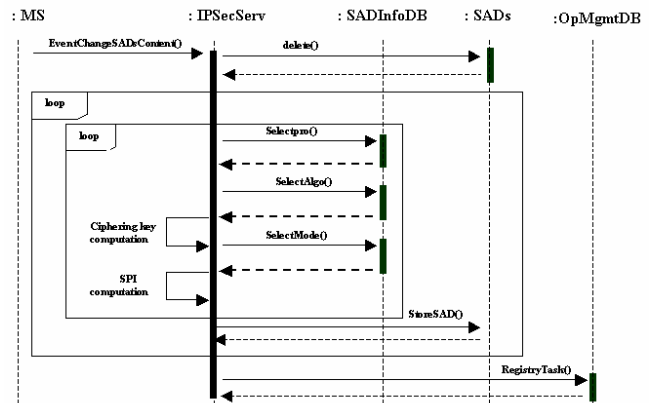 : MS
: IPSecServ
: SADInfoDB
: SADs
:OpMgmtDB
EventChangeSADsContent()
delete()
loop
loop
Selectpro()
SelectAlgo()
Ciphering key
computation
SelectMode()
SPI
computation
StoreSAD()
RegistryTask()